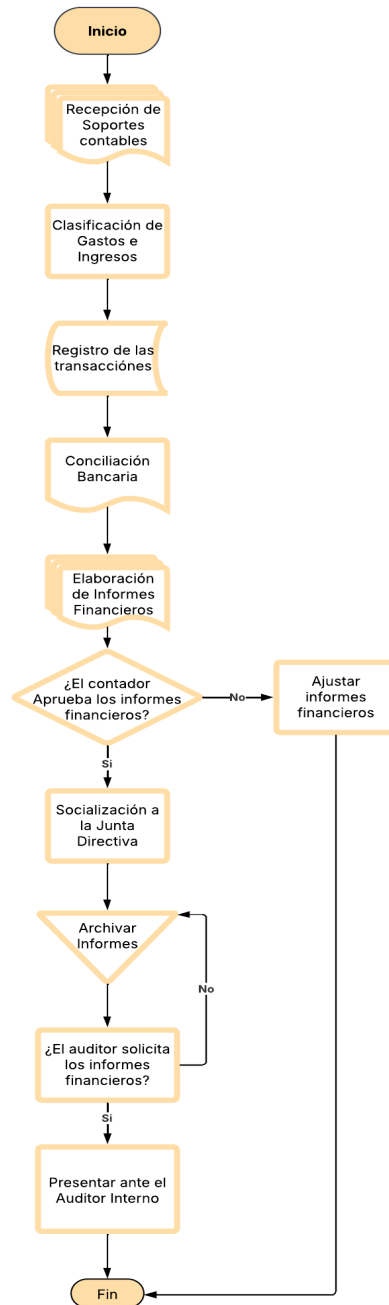 Inicio
Recepción de
Soportes
contables
Clasificación de
Gastos e
Ingresos
Registro de las
transacciónes
Conciliación
Bancaria
Elaboración
de Informes
Financieros
¿El contador
Aprueba los informes
financieros?
No
Ajustar
informes
financieros
Si
Socialización a
la Junta
Directiva
Archivar
Informes
No
¿El auditor solicita
los informes
financieros?
Si
Presentar ante el
Auditor Interno
Fin